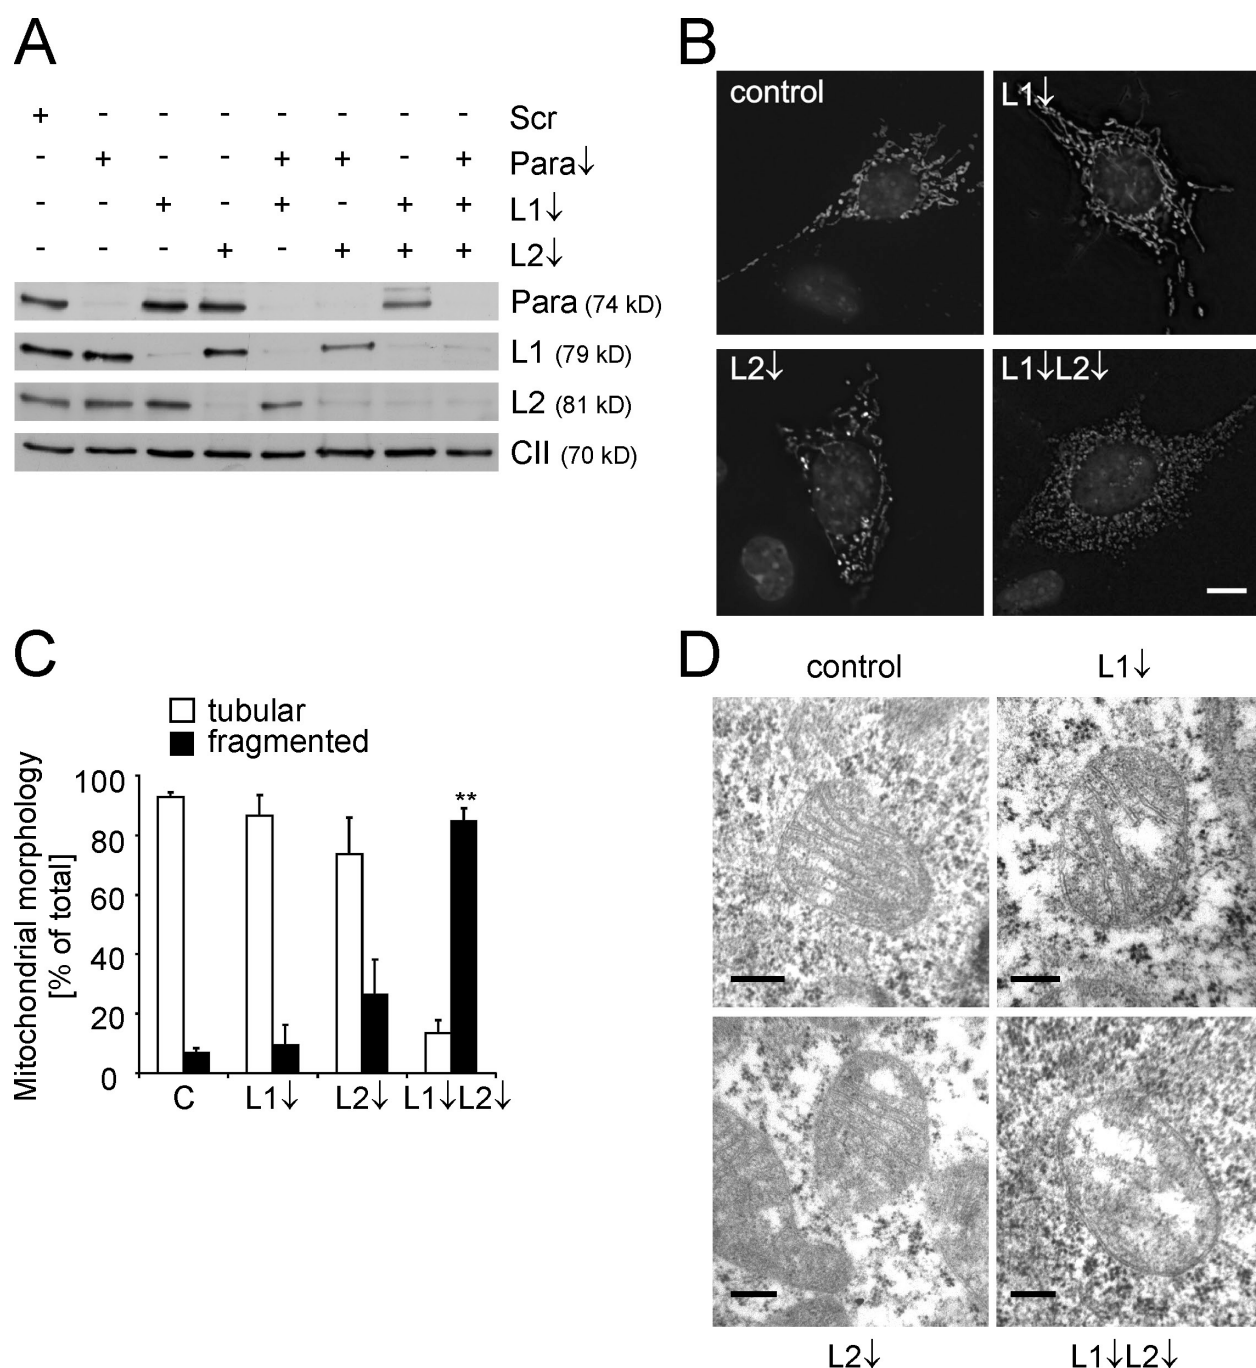 A
+ - - - - - - - Scr
- + - - + + - + Para↓
- - + - + - + + L1↓
- - - + - + + + L2↓
Para (74 kD)
L1 (79 kD)
L2 (81 kD)
CII (70 kD)
B
control
L1↓
L2↓
L1↓L2↓
C
tubular
fragmented
Mitochondrial morphology
[% of total]
100
80
60
40
20
0
**
C L1↓ L2↓ L1↓L2↓
D
control L1↓
L2↓ L1↓L2↓